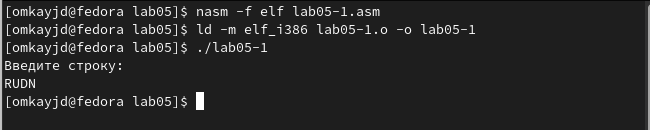 [omkayjd@fedora lab05]$ nasm -f elf lab05-1.asm
[omkayjd@fedora lab05]$ ld -m elf_i386 lab05-1.o -o lab05-1
[omkayjd@fedora lab05]$ ./lab05-1
Введите строку:
RUDN
[omkayjd@fedora lab05]$